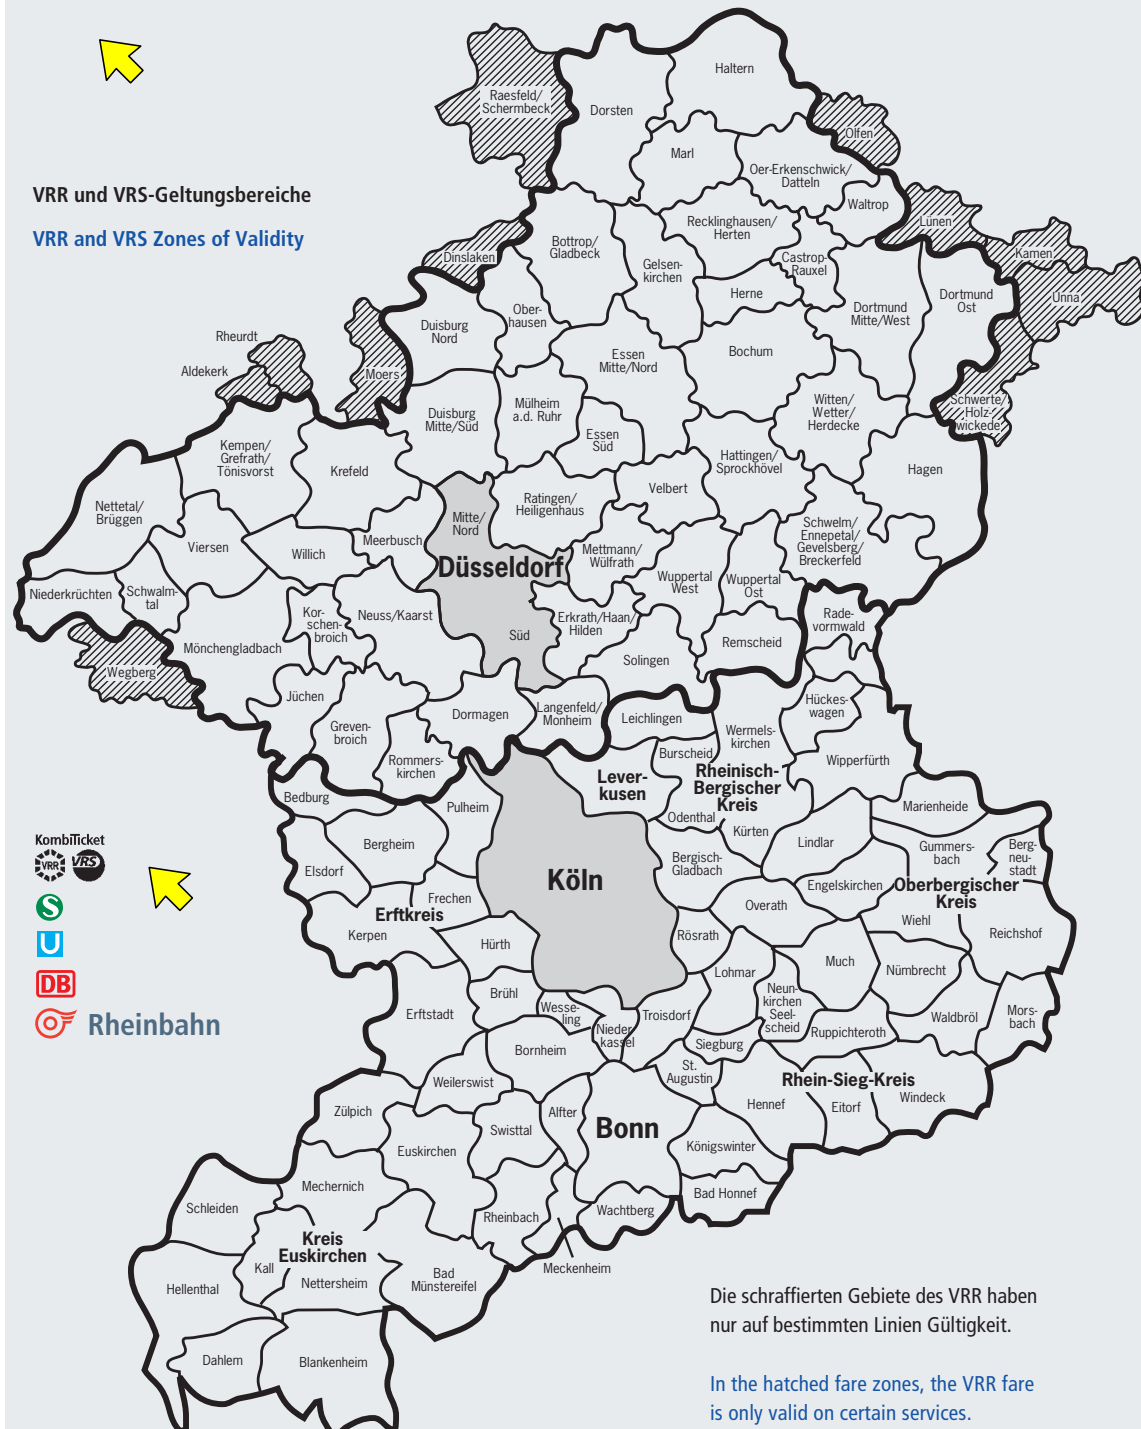 Haltern
Raesfeld/
Schermbeck
Dorsten
Olfen
Marl
Oer-Erkenschwick/
Datteln
VRR und VRS-Geltungsbereiche
Waltrop
VRR and VRS Zones of Validity
Recklinghausen/
Herten
Lünen
Bottrop/
Gladbeck
Dinslaken
Castrop-
Rauxel
Kamen
Gelsen-
kirchen
Herne
Dortmund
Ost
Unna
Ober-
hausen
Dortmund
Mitte/West
Duisburg
Nord
Rheurdt
Essen
Mitte/Nord
Bochum
Aldekerk
Moers
Mülheim
a.d. Ruhr
Witten/
Wetter/
Herdecke
Schwerte/
Holz-
wickede
Duisburg
Mitte/Süd
Essen
Süd
Kempen/
Grefrath/
Tönisvorst
Krefeld
Hattingen/
Sprockhövel
Hagen
Velbert
Ratingen/
Heiligenhaus
Nettetal/
Brüggen
Mitte/
Nord
Viersen
Willich
Meerbusch
Schwelm/
Ennepetal/
Gevelsberg/
Breckerfeld
Mettmann/
Wülfrath
Düsseldorf
Wuppertal
West
Wuppertal
Ost
Niederkrüchten
Schwalm-
tal
Kor-
schen-
broich
Neuss/Kaarst
Erkrath/Haan/
Hilden
Rade-
vormwald
Süd
Remscheid
Mönchengladbach
Solingen
Wegberg
Jüchen
Hückes-
wagen
Langenfeld/
Monheim
Dormagen
Leichlingen
Greven-
broich
Wermels-
kirchen
Burscheid
Rommers-
kirchen
Wipperfürth
Lever-
kusen
Rheinisch-
Bergischer
Kreis
Bedburg
Pulheim
Marienheide
Odenthal
Kürten
KombiTicket
VRR VRS
Bergheim
Lindlar
Gummers-
bach
Berg-
neu-
stadt
Elsdorf
Bergisch-
Gladbach
Köln
Engelskirchen
Oberbergischer
Kreis
Frechen
Erftkreis
Overath
S
Wiehl
Kerpen
Rösrath
Reichshof
Hürth
U
Much
Lohmar
Nümbrecht
DB
Brühl
Neun-
kirchen
Seel-
scheid
Wesse-
ling
Erftstadt
Troisdorf
Waldbröl
Mors-
bach
Rheinbahn
Nieder
kassel
Ruppichteroth
Siegburg
Bornheim
St.
Augustin
Rhein-Sieg-Kreis
Weilerswist
Windeck
Zülpich
Alfter
Hennef
Eitorf
Swisttal
Bonn
Euskirchen
Königswinter
Mechernich
Bad Honnef
Schleiden
Wachtberg
Rheinbach
Kreis
Euskirchen
Kall
Meckenheim
Bad
Münstereifel
Hellenthal
Nettersheim
Die schraffierten Gebiete des VRR haben
nur auf bestimmten Linien Gültigkeit.
Dahlem
Blankenheim
In the hatched fare zones, the VRR fare
is only valid on certain services.